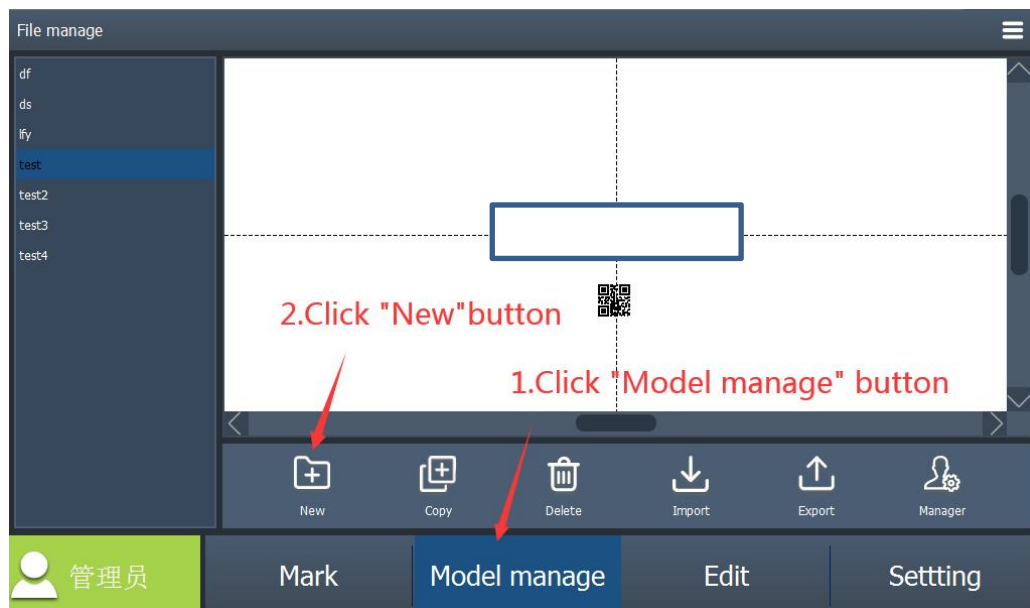 File manage
df
ds
lfy
test
test2
test3
test4
2.Click "New"button
1.Click "Model manage" button
New
Copy
Delete
Import
Export
Manager
管理员
Mark
Model manage
Edit
Settting